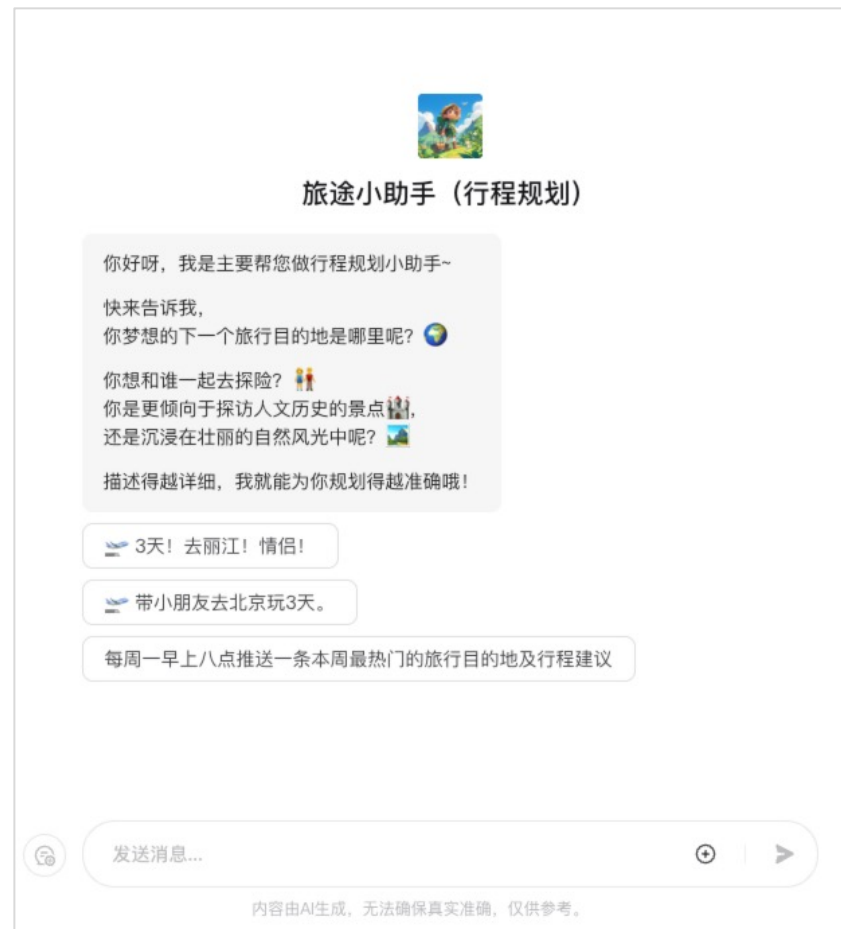 旅途小助手（行程规划）
你好呀，我是主要帮您做行程规划小助手~
快来告诉我，
你梦想的下一个旅行目的地是哪里呢？🌍
你想和谁一起去探险？👫
你是更倾向于探访人文历史的景点🏰，
还是沉浸在壮丽的自然风光中呢？🏞️
描述得越详细，我就能为你规划得越准确哦！
🛫 3天！去丽江！情侣！
🛫 带小朋友去北京玩3天。
每周一早上八点推送一条本周最热门的旅行目的地及行程建议
发送消息...
内容由AI生成，无法确保真实准确，仅供参考。